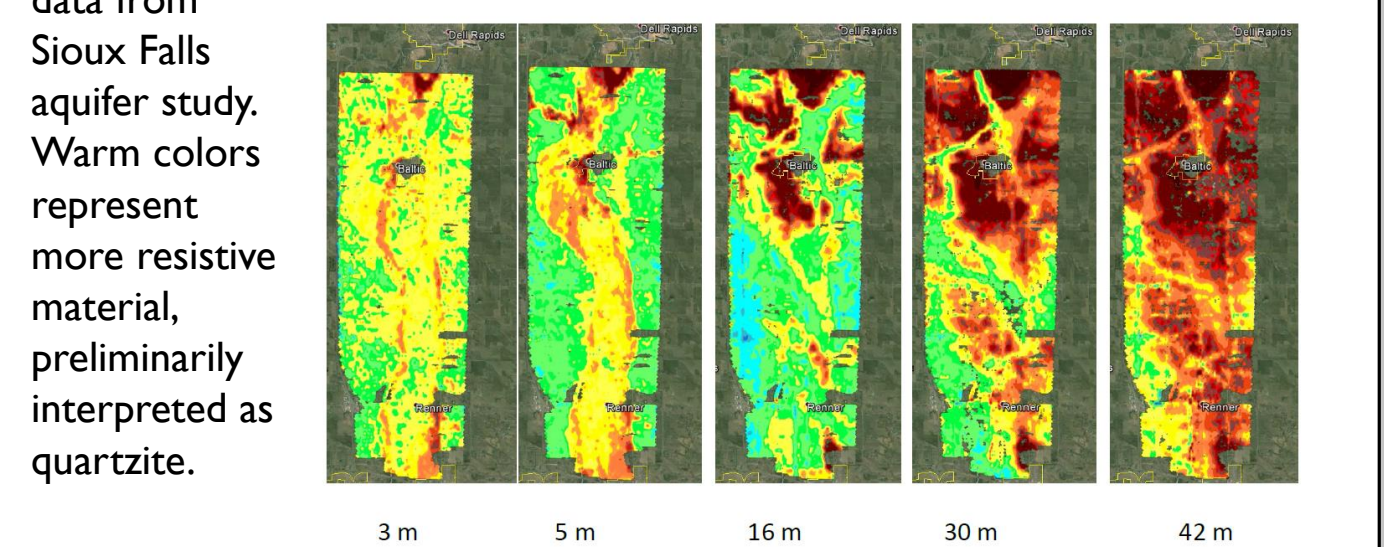 data from
Sioux Falls
aquifer study.
Warm colors
represent
more resistive
material,
preliminarily
interpreted as
quartzite.
Dell Rapids
Dell Rapids
Dell Rapids
Dell Rapids
Dell Rapids
Baltic
Baltic
Baltic
Baltic
Baltic
Renner
Renner
Renner
Renner
Renner
3 m
5 m
16 m
30 m
42 m